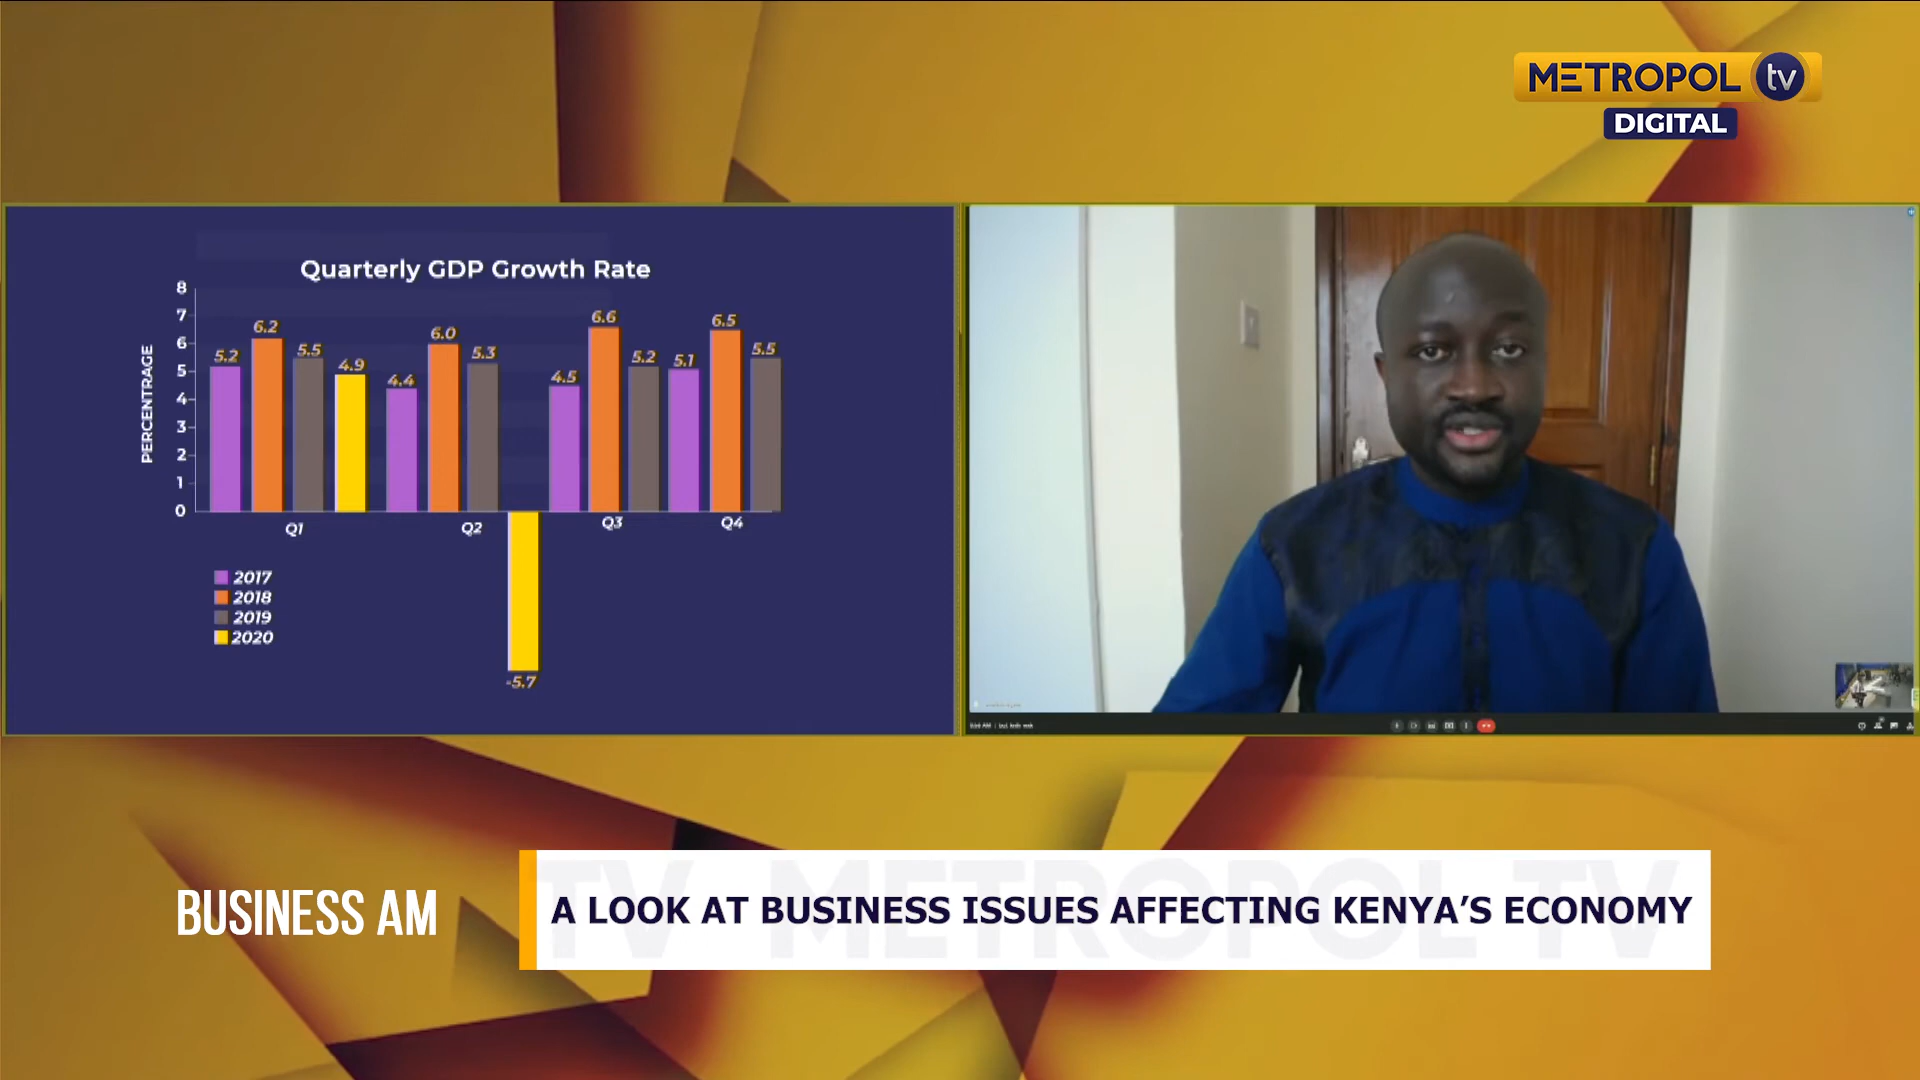 METROPOL tv
DIGITAL
Quarterly GDP Growth Rate
PERCENTRAGE
8
7
6
5
4
3
2
1
0
5.2
6.2
5.5
4.9
4.4
6.0
5.3
-5.7
4.5
6.6
5.2
5.1
6.5
5.5
Q1
Q2
Q3
Q4
2017
2018
2019
2020
BUSINESS AM
TV METROPOL TV
A LOOK AT BUSINESS ISSUES AFFECTING KENYA’S ECONOMY